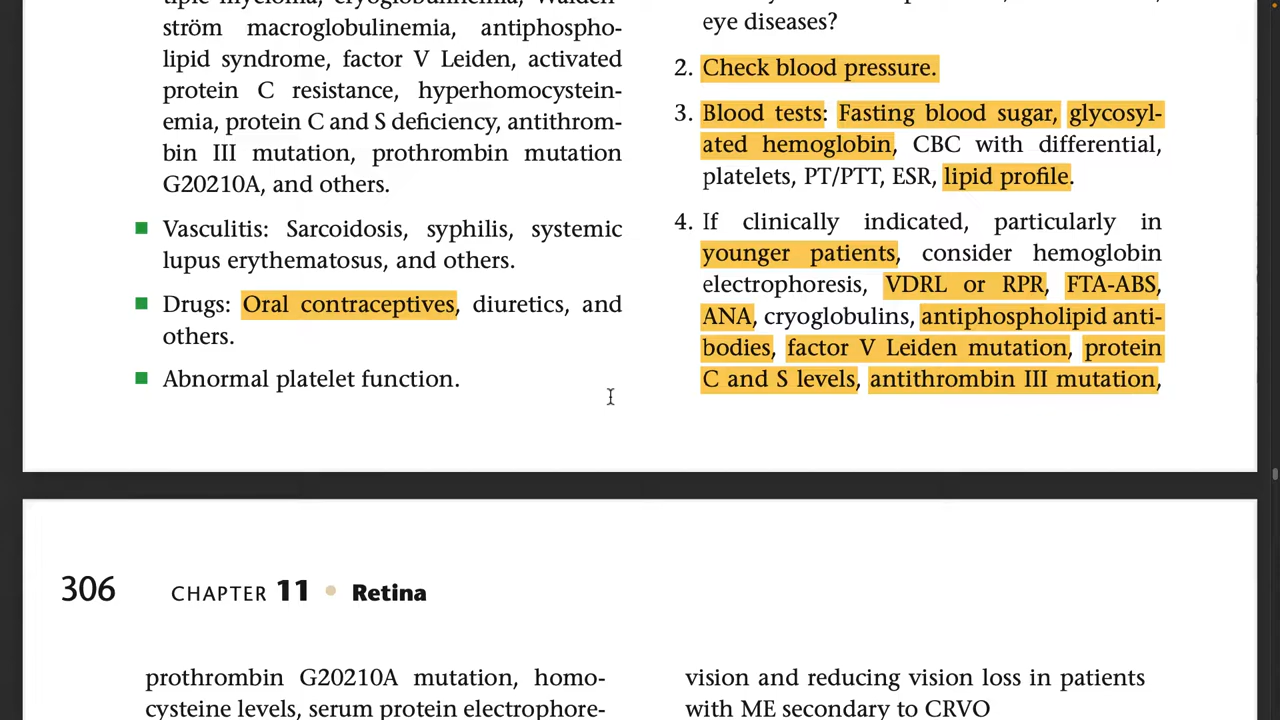 tiple myeloma, cryoglobulinemia, Walden-
ström macroglobulinemia, antiphospho-
lipid syndrome, factor V Leiden, activated
protein C resistance, hyperhomocystein-
emia, protein C and S deficiency, antithrom-
bin III mutation, prothrombin mutation
G20210A, and others.
Vasculitis: Sarcoidosis, syphilis, systemic
lupus erythematosus, and others.
Drugs: Oral contraceptives, diuretics, and
others.
Abnormal platelet function.
eye diseases?
2. Check blood pressure.
3. Blood tests: Fasting blood sugar, glycosyl-
ated hemoglobin, CBC with differential,
platelets, PT/PTT, ESR, lipid profile.
4. If clinically indicated, particularly in
younger patients, consider hemoglobin
electrophoresis, VDRL or RPR, FTA-ABS,
ANA, cryoglobulins, antiphospholipid anti-
bodies, factor V Leiden mutation, protein
C and S levels, antithrombin III mutation,
306 CHAPTER 11 • Retina
prothrombin G20210A mutation, homo-
cysteine levels, serum protein electrophore-
vision and reducing vision loss in patients
with ME secondary to CRVO